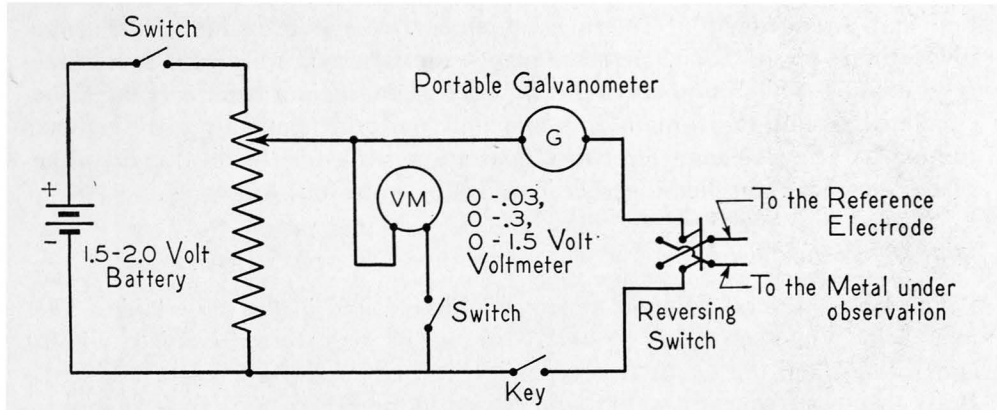 Switch
Portable Galvanometer
G
+
-
1.5-2.0 Volt
Battery
VM
0-.03,
0-.3,
0-1.5 Volt
Voltmeter
Switch
To the Reference
Electrode
To the Metal under
observation
Reversing
Switch
Key